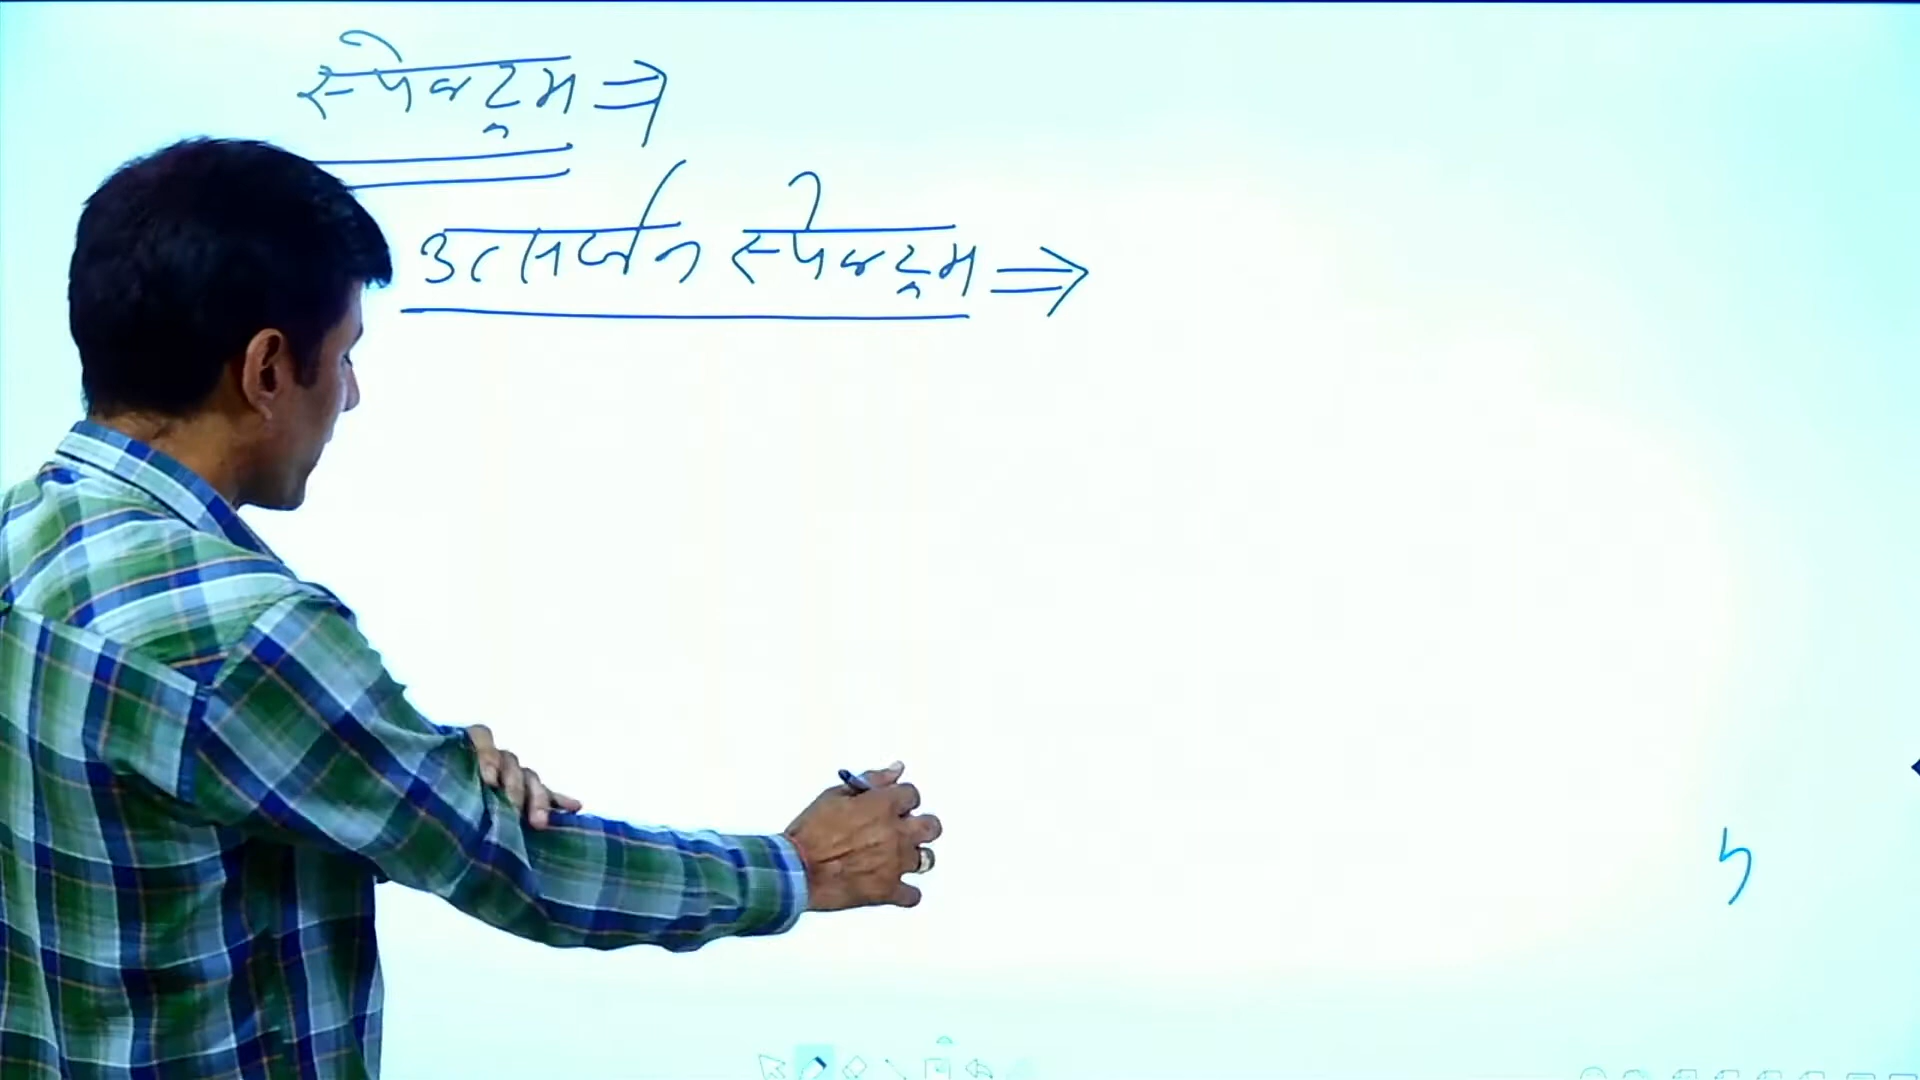 स्पेक्ट्रम ⇒
उत्सर्जन स्पेक्ट्रम ⇒